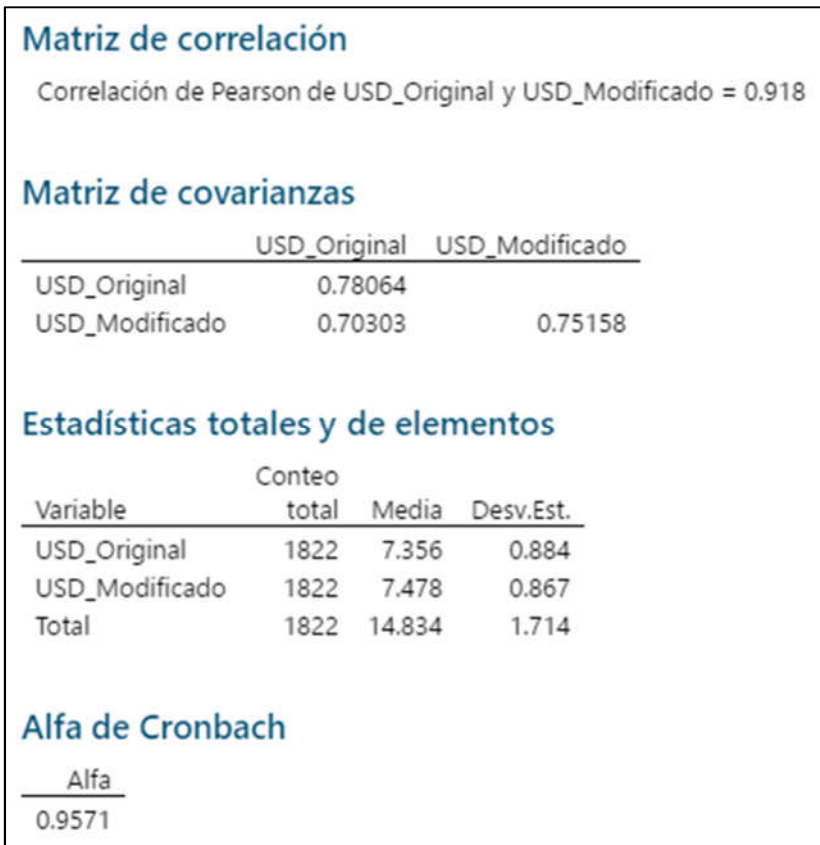 Matriz de correlación
Correlación de Pearson de USD_Original y USD_Modificado = 0.918
Matriz de covarianzas
USD_Original USD_Modificado
USD_Original 0.78064
USD_Modificado 0.70303 0.75158
Estadísticas totales y de elementos
Conteo
Variable total Media Desv.Est.
USD_Original 1822 7.356 0.884
USD_Modificado 1822 7.478 0.867
Total 1822 14.834 1.714
Alfa de Cronbach
Alfa
0.9571